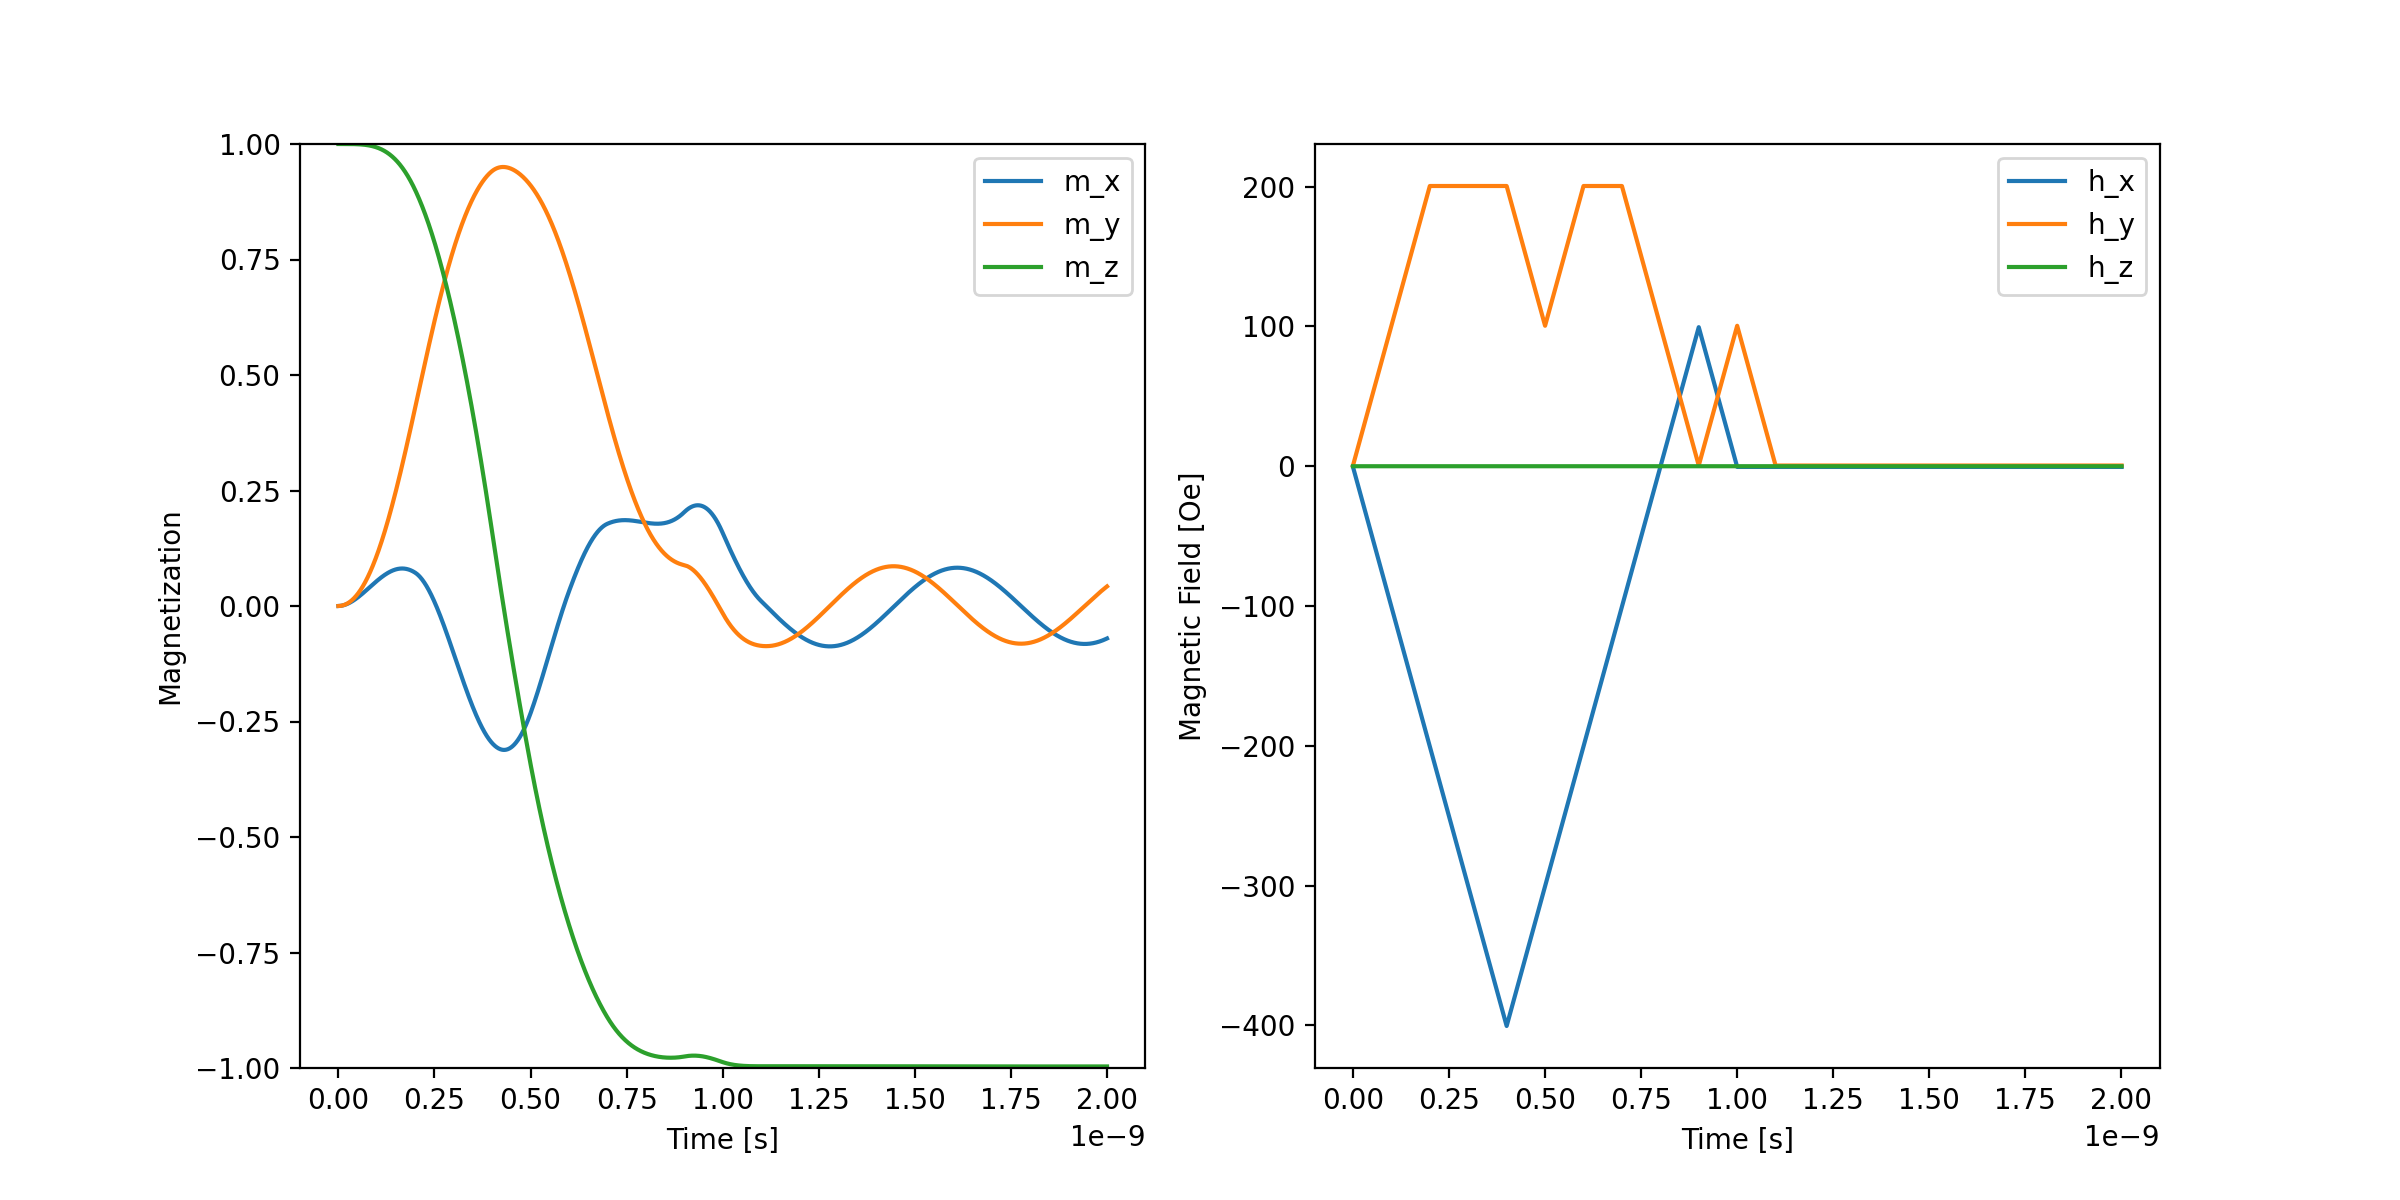 1.00
0.75
0.50
0.25
0.00
−0.25
−0.50
−0.75
−1.00
Magnetization
0.00 0.25 0.50 0.75 1.00 1.25 1.50 1.75 2.00
1e−9
Time [s]
m_x
m_y
m_z
200
100
0
−100
−200
−300
−400
Magnetic Field [Oe]
0.00 0.25 0.50 0.75 1.00 1.25 1.50 1.75 2.00
1e−9
Time [s]
h_x
h_y
h_z